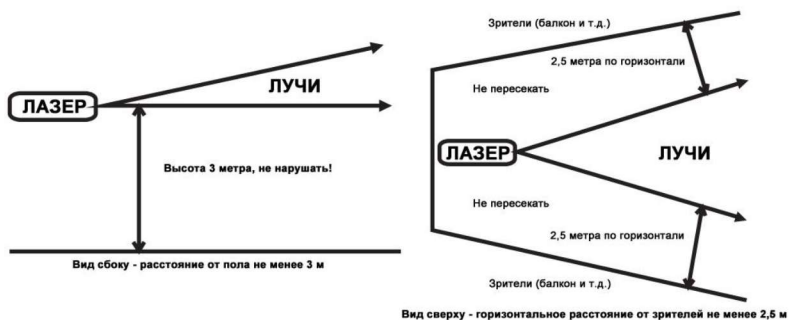 ЛАЗЕР
ЛУЧИ
Высота 3 метра, не нарушать!
Вид сбоку - расстояние от пола не менее 3 м
Зрители (балкон и т.д.)
2,5 метра по горизонтали
Не пересекать
ЛАЗЕР
ЛУЧИ
Не пересекать
2,5 метра по горизонтали
Зрители (балкон и т.д.)
Вид сверху - горизонтальное расстояние от зрителей не менее 2,5 м